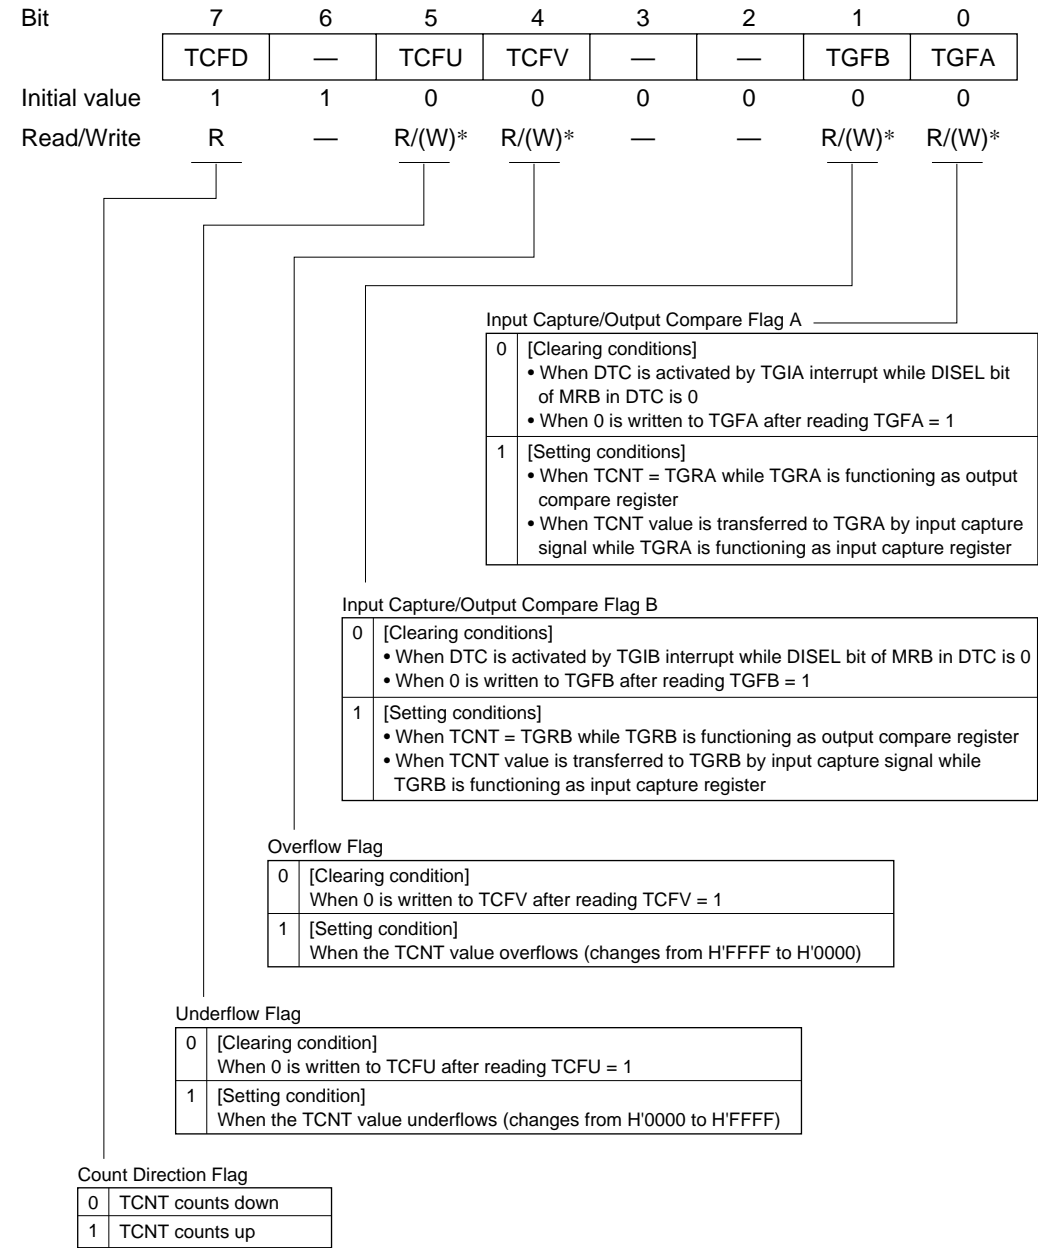 Bit 7 6 5 4 3 2 1 0
TCFD — TCFU TCFV — — TGFB TGFA
Initial value 1 1 0 0 0 0 0 0
Read/Write R — R/(W)* R/(W)* — — R/(W)* R/(W)*
Input Capture/Output Compare Flag A
0 [Clearing conditions]
• When DTC is activated by TGIA interrupt while DISEL bit
of MRB in DTC is 0
• When 0 is written to TGFA after reading TGFA = 1
1 [Setting conditions]
• When TCNT = TGRA while TGRA is functioning as output
compare register
• When TCNT value is transferred to TGRA by input capture
signal while TGRA is functioning as input capture register
Input Capture/Output Compare Flag B
0 [Clearing conditions]
• When DTC is activated by TGIB interrupt while DISEL bit of MRB in DTC is 0
• When 0 is written to TGFB after reading TGFB = 1
1 [Setting conditions]
• When TCNT = TGRB while TGRB is functioning as output compare register
• When TCNT value is transferred to TGRB by input capture signal while
TGRB is functioning as input capture register
Overflow Flag
0 [Clearing condition]
When 0 is written to TCFV after reading TCFV = 1
1 [Setting condition]
When the TCNT value overflows (changes from H'FFFF to H'0000)
Underflow Flag
0 [Clearing condition]
When 0 is written to TCFU after reading TCFU = 1
1 [Setting condition]
When the TCNT value underflows (changes from H'0000 to H'FFFF)
Count Direction Flag
0 TCNT counts down
1 TCNT counts up